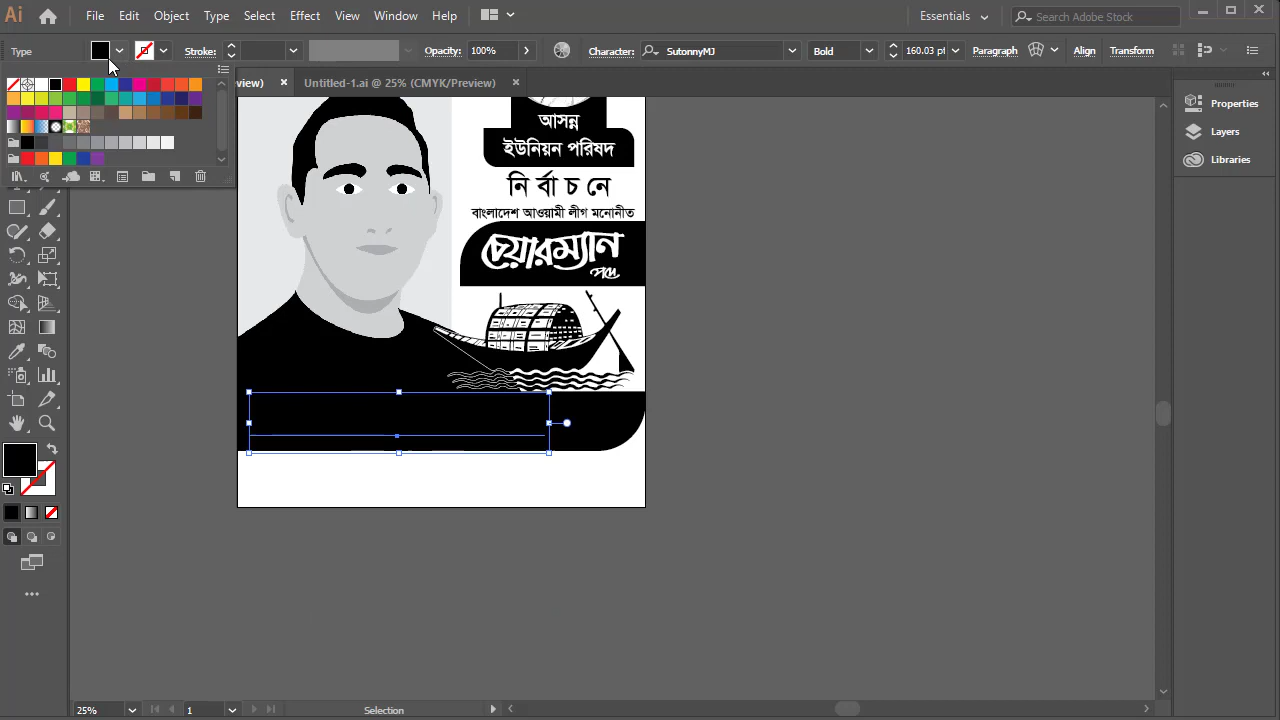 Ai File Edit Object Type Select Effect View Window Help Essentials Search Adobe Stock
Type Stroke: Opacity: 100% Character: SutonnyMJ Bold 160.03 pt Paragraph Align Transform
view) × Untitled-1.ai @ 25% (CMYK/Preview) ×
Properties
Layers
Libraries
আসন্ন
ইউনিয়ন পরিষদ
নি র্বা চ নে
বাংলাদেশ আওয়ামী লীগ মনোনীত
চেয়ারম্যান
পদে
25% 1 Selection